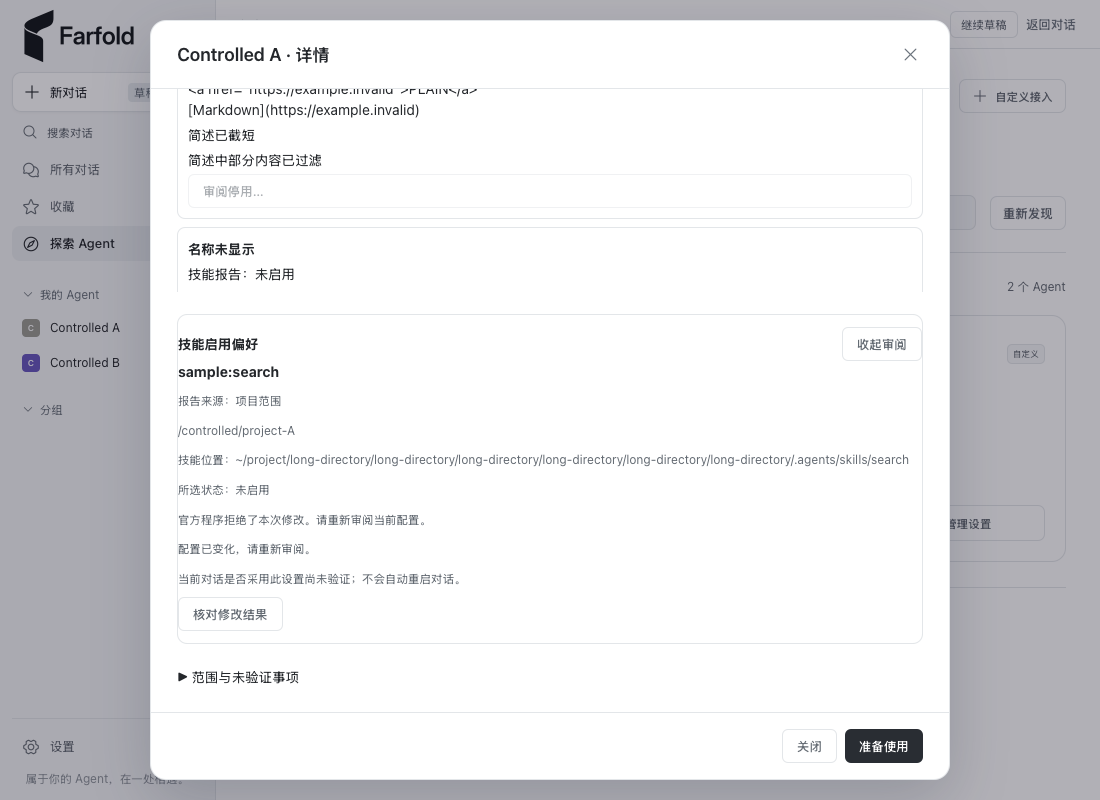 Farfold
继续草稿
返回对话
新对话
搜索对话
所有对话
收藏
探索 Agent
我的 Agent
C Controlled A
C Controlled B
分组
设置
属于你的 Agent，在一处
自定义接入
重新发现
2 个 Agent
自定义
管理设置
Controlled A · 详情
<a href="https://example.invalid">PLAIN</a>
[Markdown](https://example.invalid)
简述已截短
简述中部分内容已过滤
审阅停用...
名称未显示
技能报告：未启用
技能启用偏好
收起审阅
sample:search
报告来源：项目范围
/controlled/project-A
技能位置：~/project/long-directory/long-directory/long-directory/long-directory/long-directory/long-directory/.agents/skills/search
所选状态：未启用
官方程序拒绝了本次修改。请重新审阅当前配置。
配置已变化，请重新审阅。
当前对话是否采用此设置尚未验证；不会自动重启对话。
核对修改结果
▶ 范围与未验证事项
关闭
准备使用